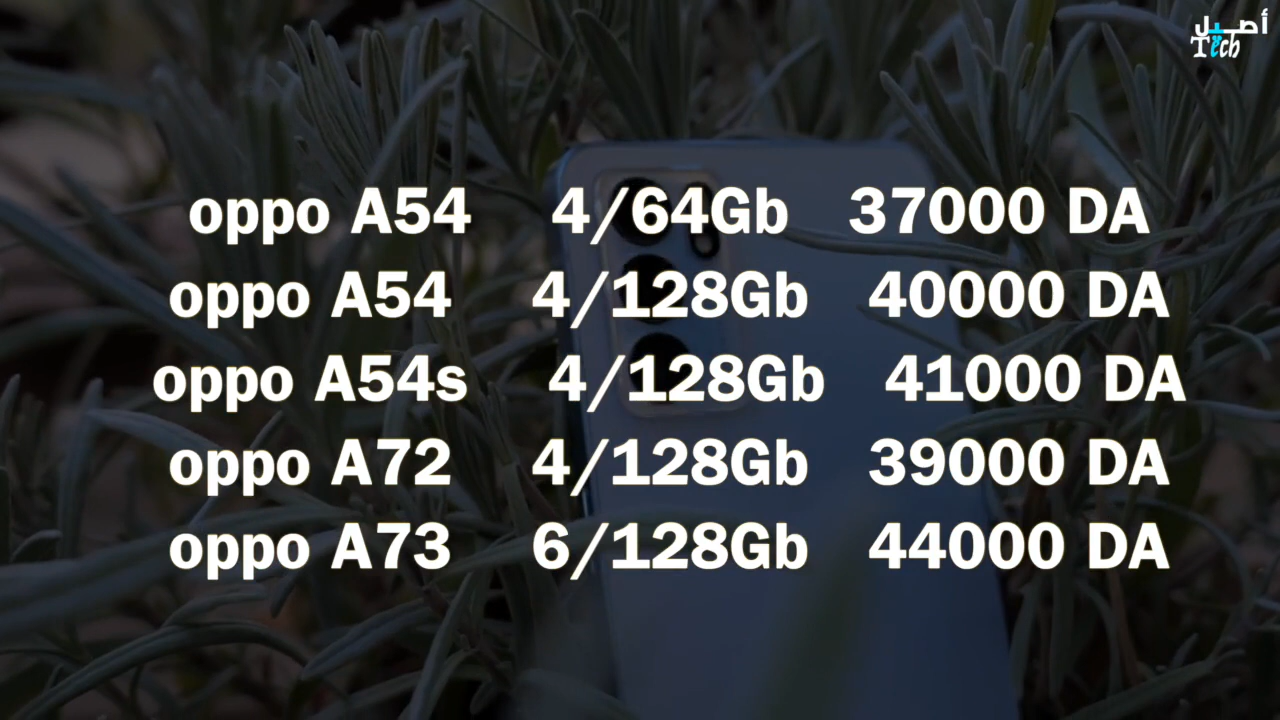 أصيل
Tech
oppo A54 4/64Gb 37000 DA
oppo A54 4/128Gb 40000 DA
oppo A54s 4/128Gb 41000 DA
oppo A72 4/128Gb 39000 DA
oppo A73 6/128Gb 44000 DA